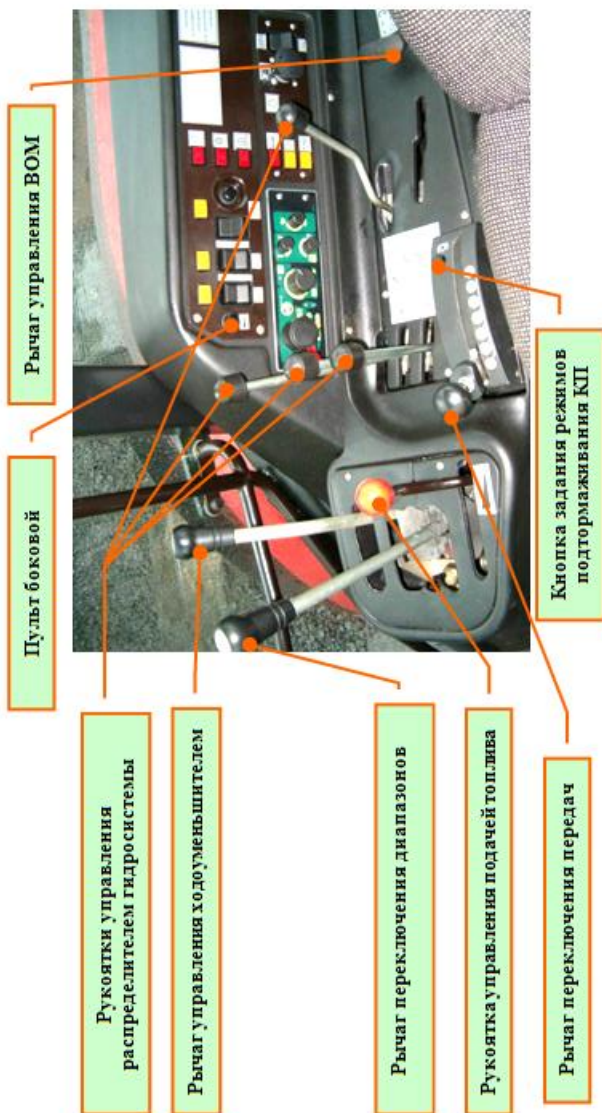 Пульт боковой
Рычаг управления ВОМ
Рукоятки управления
распределителем гидросистемы
Рычаг управления ходоуменьшителем
Рычаг переключения диапазонов
Рукоятка управления подачей топлива
Рычаг переключения передач
Кнопка задания режимов
подтормаживания КП